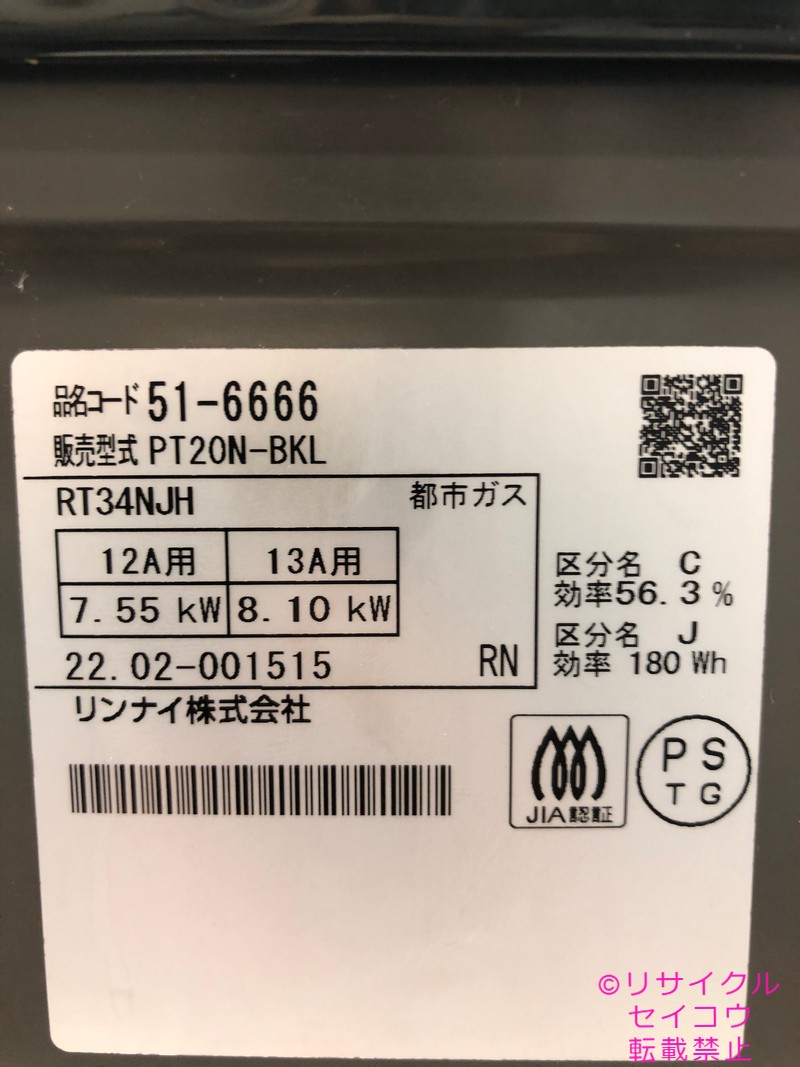 品名コード 51-6666
販売型式 PT20N-BKL
RT34NJH 都市ガス
12A用 13A用
7.55 kW 8.10 kW
22.02-001515 RN
リンナイ株式会社
区分名 C
効率56.3%
区分名 J
効率 180 Wh
JIA認証
PS
TG
©リサイクル
セイコウ
転載禁止